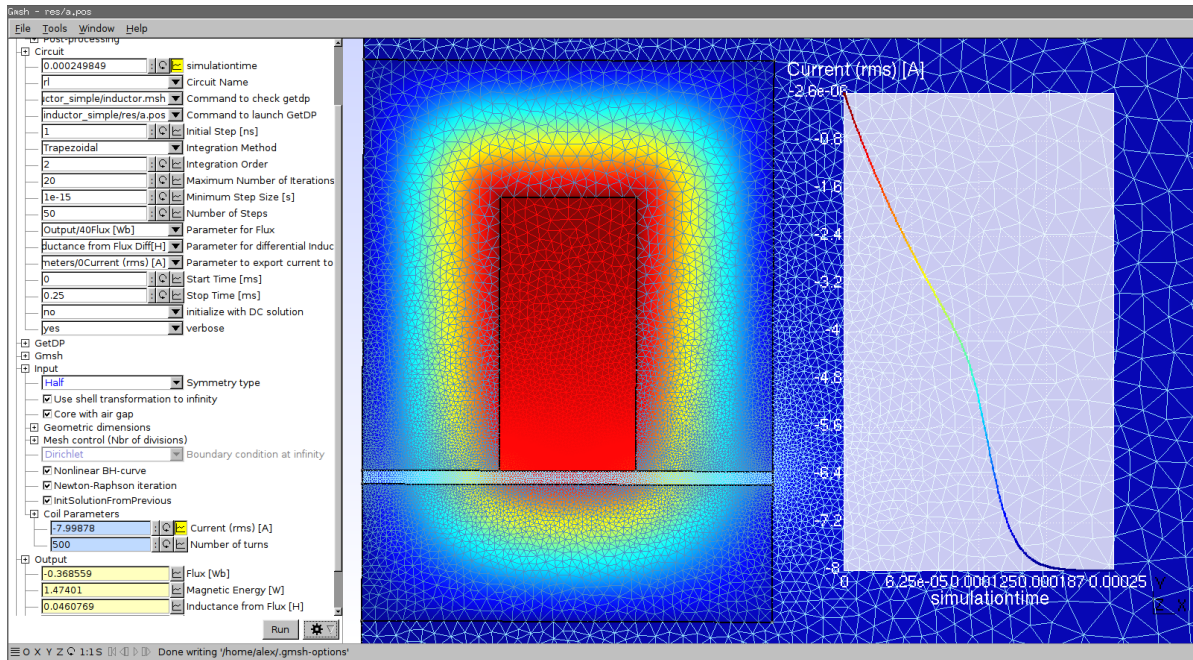 Gmsh - res/a.pos
File Tools Window Help
Post-processing
Circuit
0.000249849 simulationtime
rl Circuit Name
ictor_simple/inductor.msh Command to check getdp
inductor_simple/res/a.pos Command to launch GetDP
1 Initial Step [ns]
Trapezoidal Integration Method
2 Integration Order
20 Maximum Number of Iterations
1e-15 Minimum Step Size [s]
50 Number of Steps
Output/40Flux [Wb] Parameter for Flux
ductance from Flux Diff[H] Parameter for differential Induc
meters/0Current (rms) [A] Parameter to export current to
0 Start Time [ms]
0.25 Stop Time [ms]
no initialize with DC solution
yes verbose
GetDP
Gmsh
Input
Half Symmetry type
Use shell transformation to infinity
Core with air gap
Geometric dimensions
Mesh control (Nbr of divisions)
Dirichlet Boundary condition at infinity
Nonlinear BH-curve
Newton-Raphson iteration
InitSolutionFromPrevious
Coil Parameters
-7.99878 Current (rms) [A]
500 Number of turns
Output
-0.368559 Flux [Wb]
1.47401 Magnetic Energy [W]
0.0460769 Inductance from Flux [H]
Run
O X Y Z 1:1 S Done writing '/home/alex/.gmsh-options'
Current (rms) [A]
-2.6e-06
-0.8
-1.6
-2.4
-3.2
-4
-4.8
-5.6
-6.4
-7.2
-8
0 6.25e-05 0.000125 0.000187 0.00025
simulationtime
Y
Z X